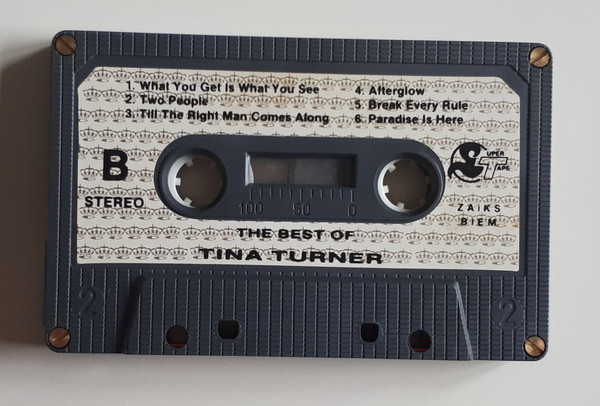 1. What You Get Is What You See
2. Two People
3. Till The Right Man Comes Along
4. Afterglow
5. Break Every Rule
6. Paradise Is Here
B
STEREO
SUPER
TAPE
ZAiKS
BIEM
100 50 0
THE BEST OF
TINA TURNER
2 2